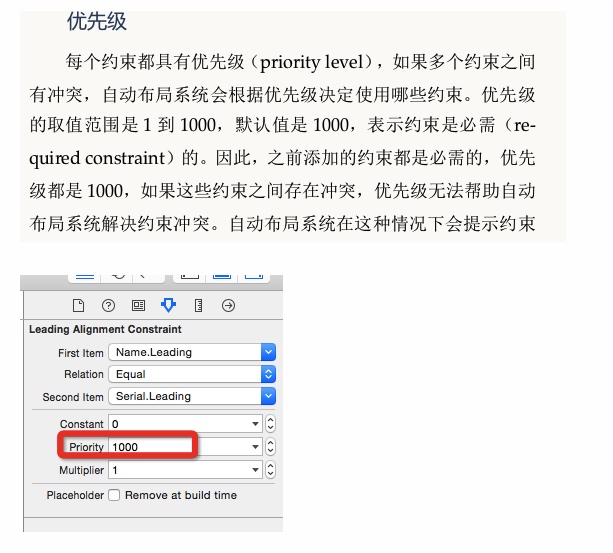 优先级
每个约束都具有优先级（priority level），如果多个约束之间
有冲突，自动布局系统会根据优先级决定使用哪些约束。优先级
的取值范围是 1 到 1000，默认值是 1000，表示约束是必需（re-
quired constraint）的。因此，之前添加的约束都是必需的，优先
级都是 1000，如果这些约束之间存在冲突，优先级无法帮助自动
布局系统解决约束冲突。自动布局系统在这种情况下会提示约束
Leading Alignment Constraint
First Item Name.Leading
Relation Equal
Second Item Serial.Leading
Constant 0
Priority 1000
Multiplier 1
Placeholder Remove at build time